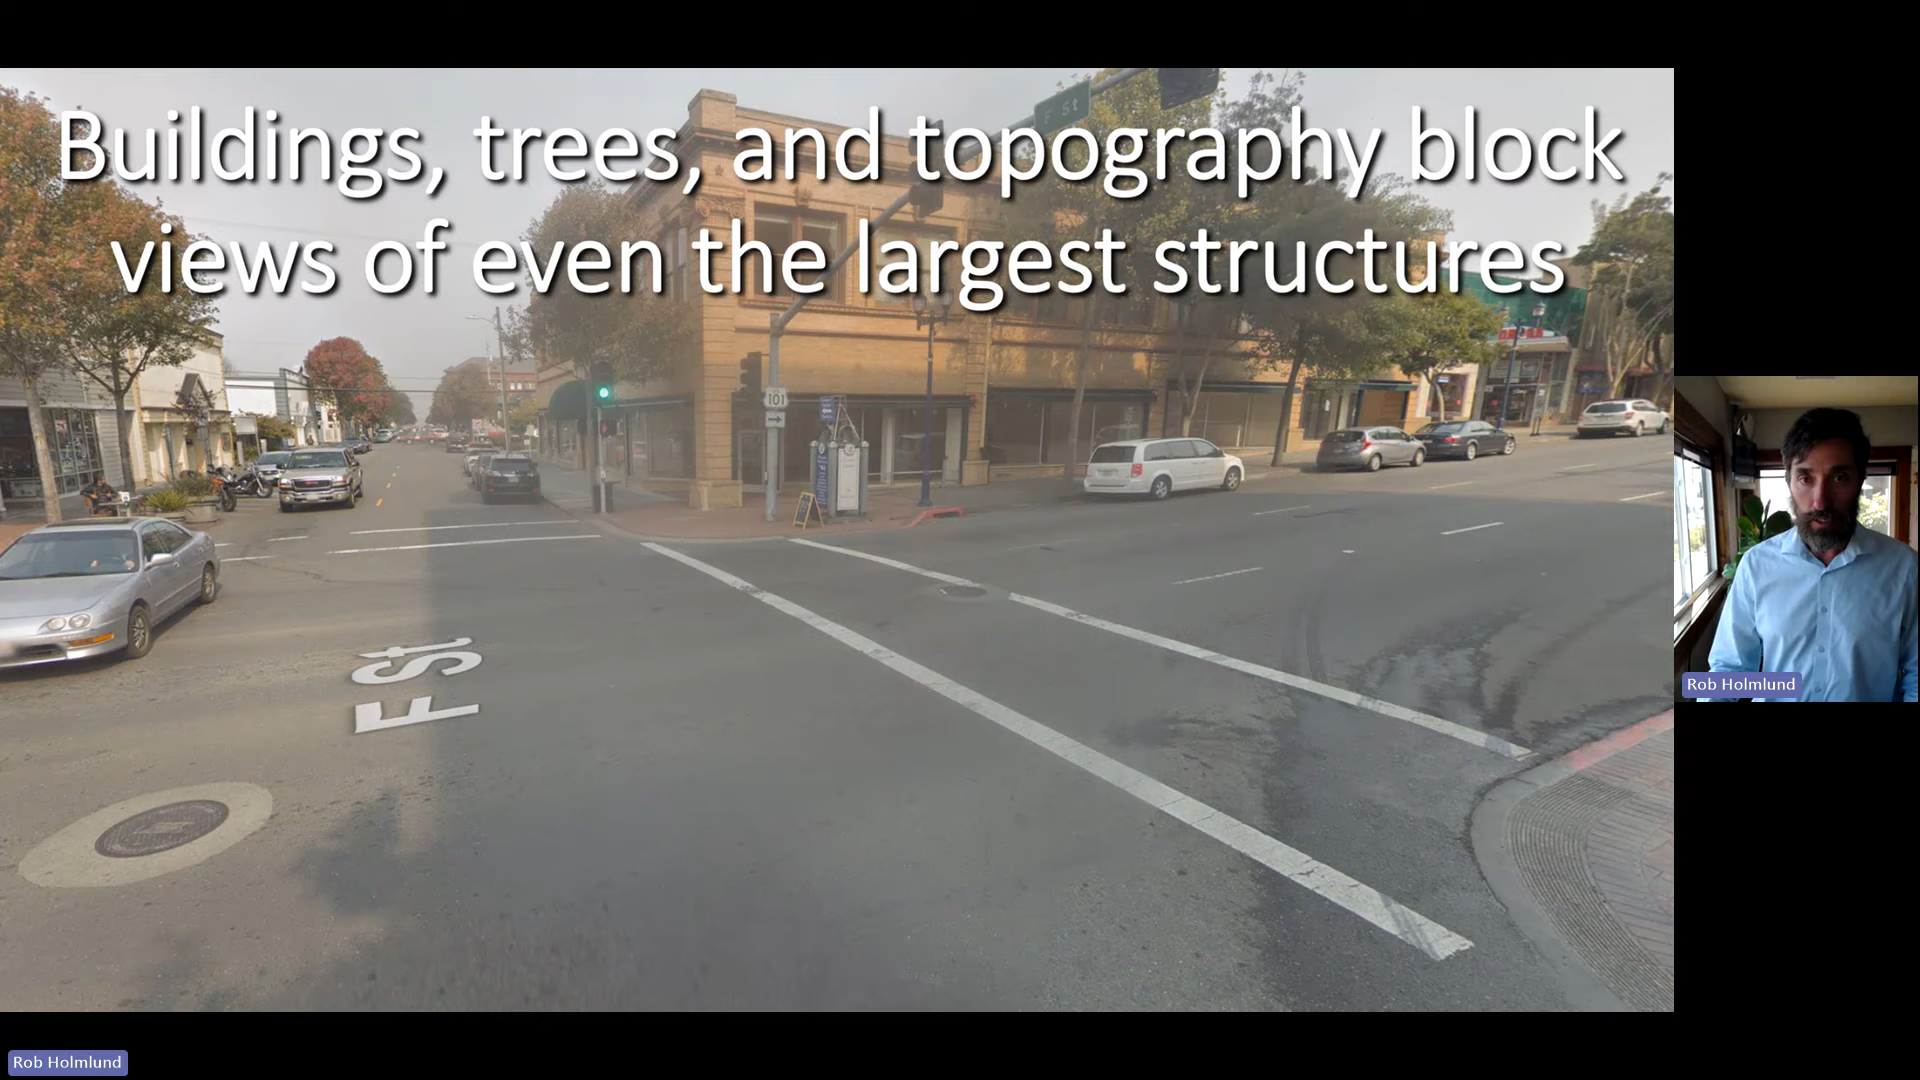 Buildings, trees, and topography block
views of even the largest structures
F St
101
F St
Rob Holmlund
Rob Holmlund